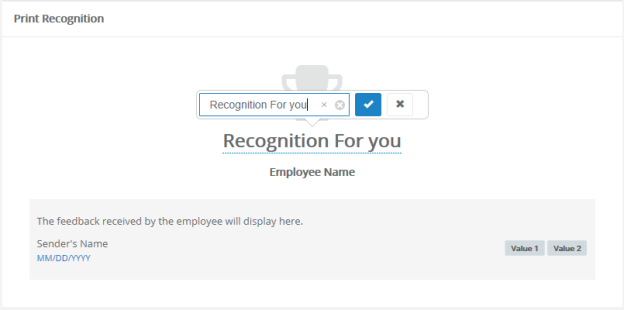 Print Recognition
Recognition For you
Recognition For you
Employee Name
The feedback received by the employee will display here.
Sender's Name
MM/DD/YYYY
Value 1 Value 2